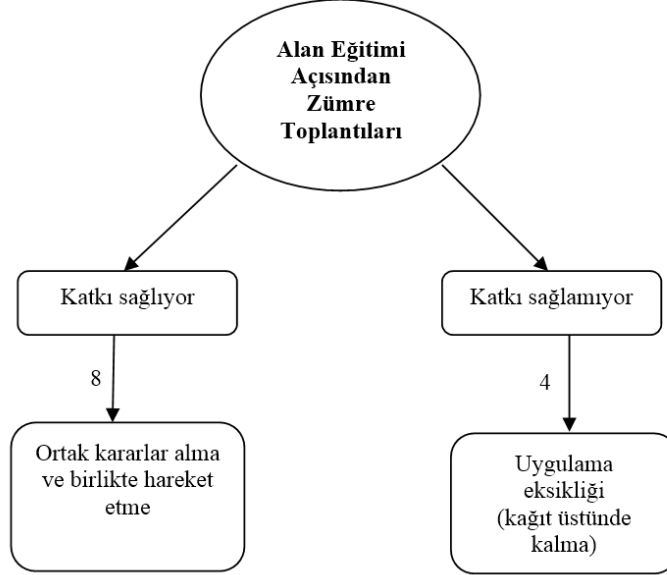 Alan Eğitimi
Açısından
Zümre
Toplantıları
Katkı sağlıyor
Katkı sağlamıyor
8
4
Ortak kararlar alma
ve birlikte hareket
etme
Uygulama
eksikliği
(kağıt üstünde
kalma)